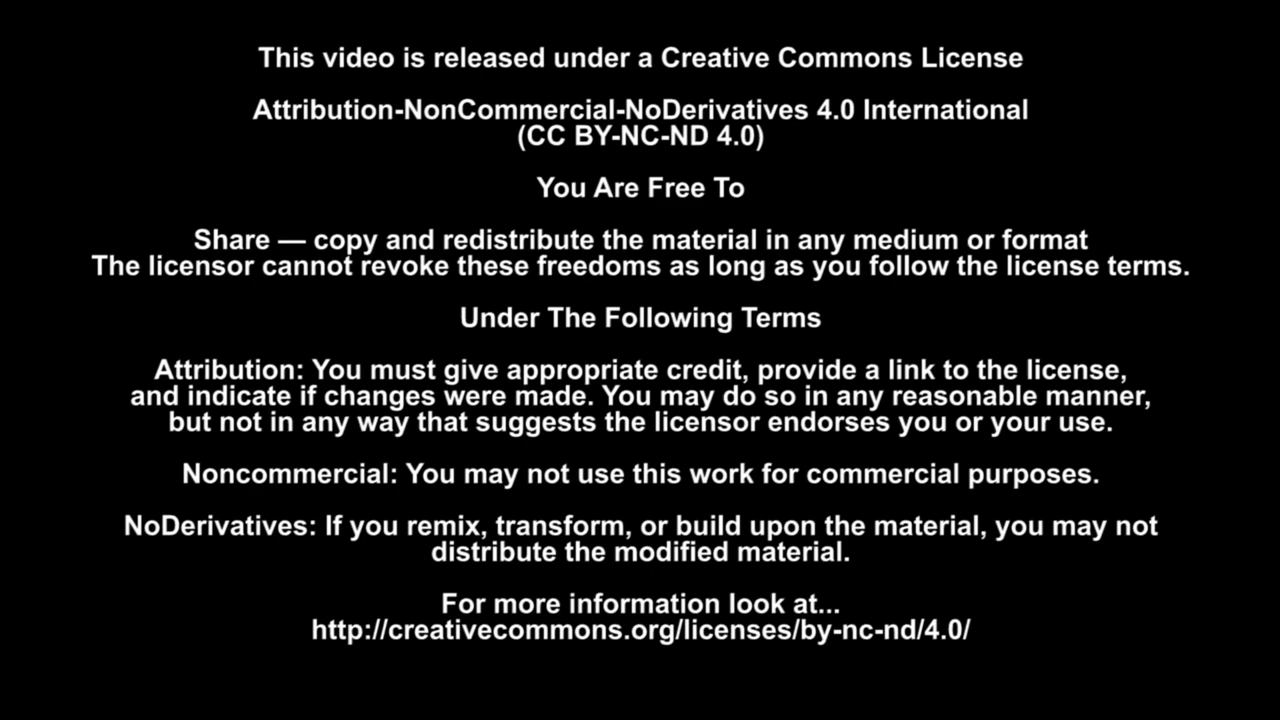 This video is released under a Creative Commons License
Attribution-NonCommercial-NoDerivatives 4.0 International
(CC BY-NC-ND 4.0)
You Are Free To
Share — copy and redistribute the material in any medium or format
The licensor cannot revoke these freedoms as long as you follow the license terms.
Under The Following Terms
Attribution: You must give appropriate credit, provide a link to the license,
and indicate if changes were made. You may do so in any reasonable manner,
but not in any way that suggests the licensor endorses you or your use.
Noncommercial: You may not use this work for commercial purposes.
NoDerivatives: If you remix, transform, or build upon the material, you may not
distribute the modified material.
For more information look at...
http://creativecommons.org/licenses/by-nc-nd/4.0/